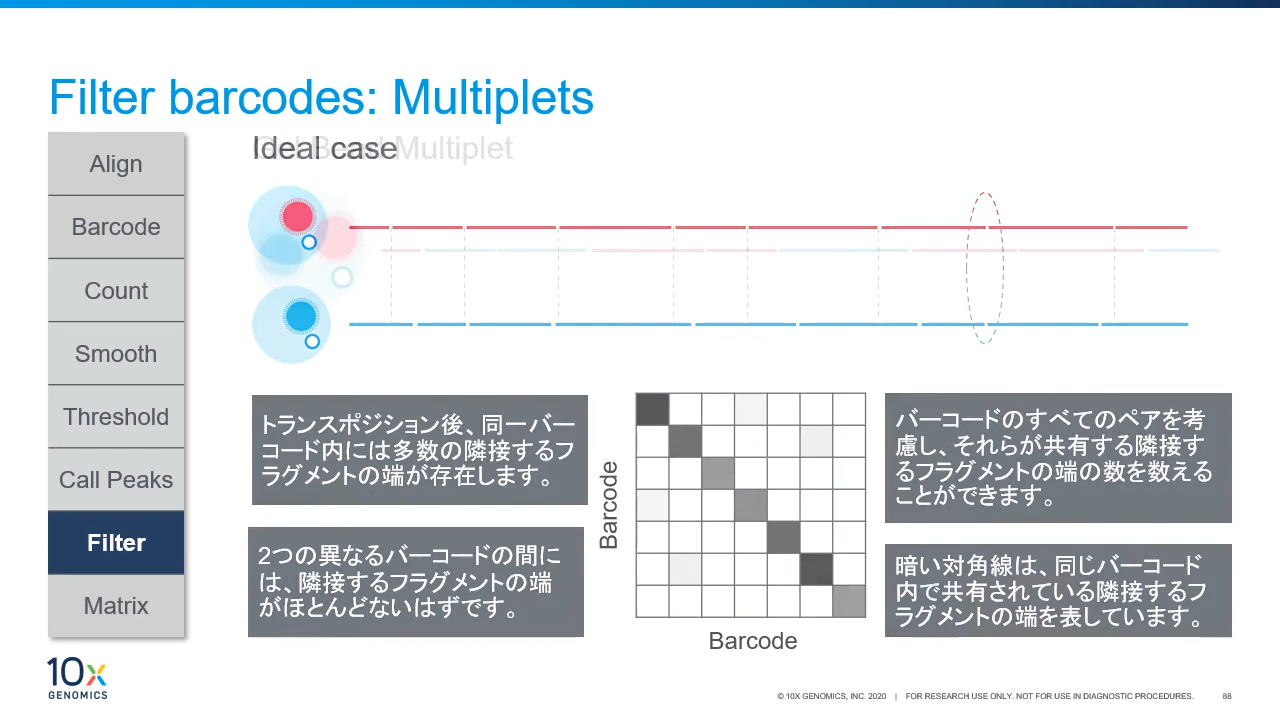 Filter barcodes: Multiplets
Align
Barcode
Count
Smooth
Threshold
Call Peaks
Filter
Matrix
Ideal case
Multiplet
トランスポジション後、同一バー
コード内には多数の隣接するフ
ラグメントの端が存在します。
2つの異なるバーコードの間に
は、隣接するフラグメントの端
がほとんどないはずです。
Barcode
Barcode
バーコードのすべてのペアを考
慮し、それらが共有する隣接す
るフラグメントの端の数を数える
ことができます。
暗い対角線は、同じバーコード
内で共有されている隣接するフ
ラグメントの端を表しています。
10x
GENOMICS
© 10X GENOMICS, INC. 2020 | FOR RESEARCH USE ONLY. NOT FOR USE IN DIAGNOSTIC PROCEDURES. 88